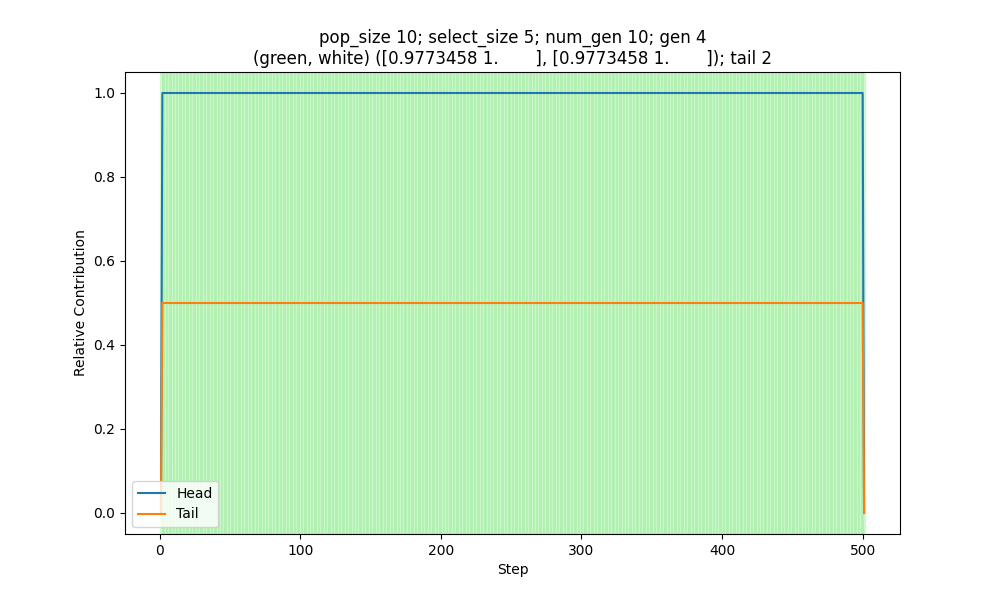 pop_size 10; select_size 5; num_gen 10; gen 4
(green, white) ([0.9773458 1.       ], [0.9773458 1.       ]); tail 2
1.0
0.8
0.6
0.4
0.2
0.0
Relative Contribution
Head
Tail
0 100 200 300 400 500
Step